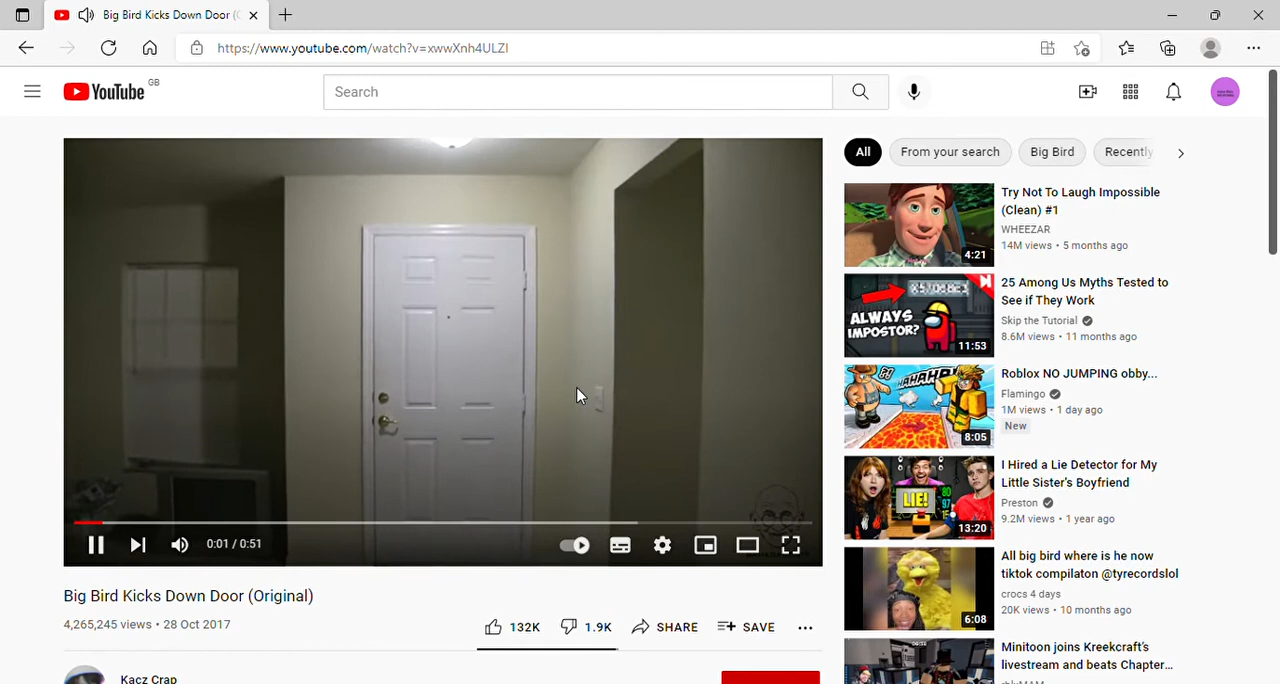 Big Bird Kicks Down Door (
https://www.youtube.com/watch?v=xwwXnh4ULZI
YouTube GB
Search
All
From your search
Big Bird
Recently
Try Not To Laugh Impossible
(Clean) #1
WHEEZAR
14M views • 5 months ago
4:21
25 Among Us Myths Tested to
See if They Work
Skip the Tutorial
8.6M views • 11 months ago
ALWAYS
IMPOSTOR?
11:53
Roblox NO JUMPING obby...
Flamingo
1M views • 1 day ago
New
?!
HAHAHA
8:05
I Hired a Lie Detector for My
Little Sister's Boyfriend
Preston
9.2M views • 1 year ago
LIE!
80
97
13:20
All big bird where is he now
tiktok compilaton @tyrecordslol
crocs 4 days
20K views • 10 months ago
6:08
Minitoon joins Kreekcraft's
livestream and beats Chapter...
0:01 / 0:51
Big Bird Kicks Down Door (Original)
4,265,245 views • 28 Oct 2017
132K
1.9K
SHARE
SAVE
Kacz Crap